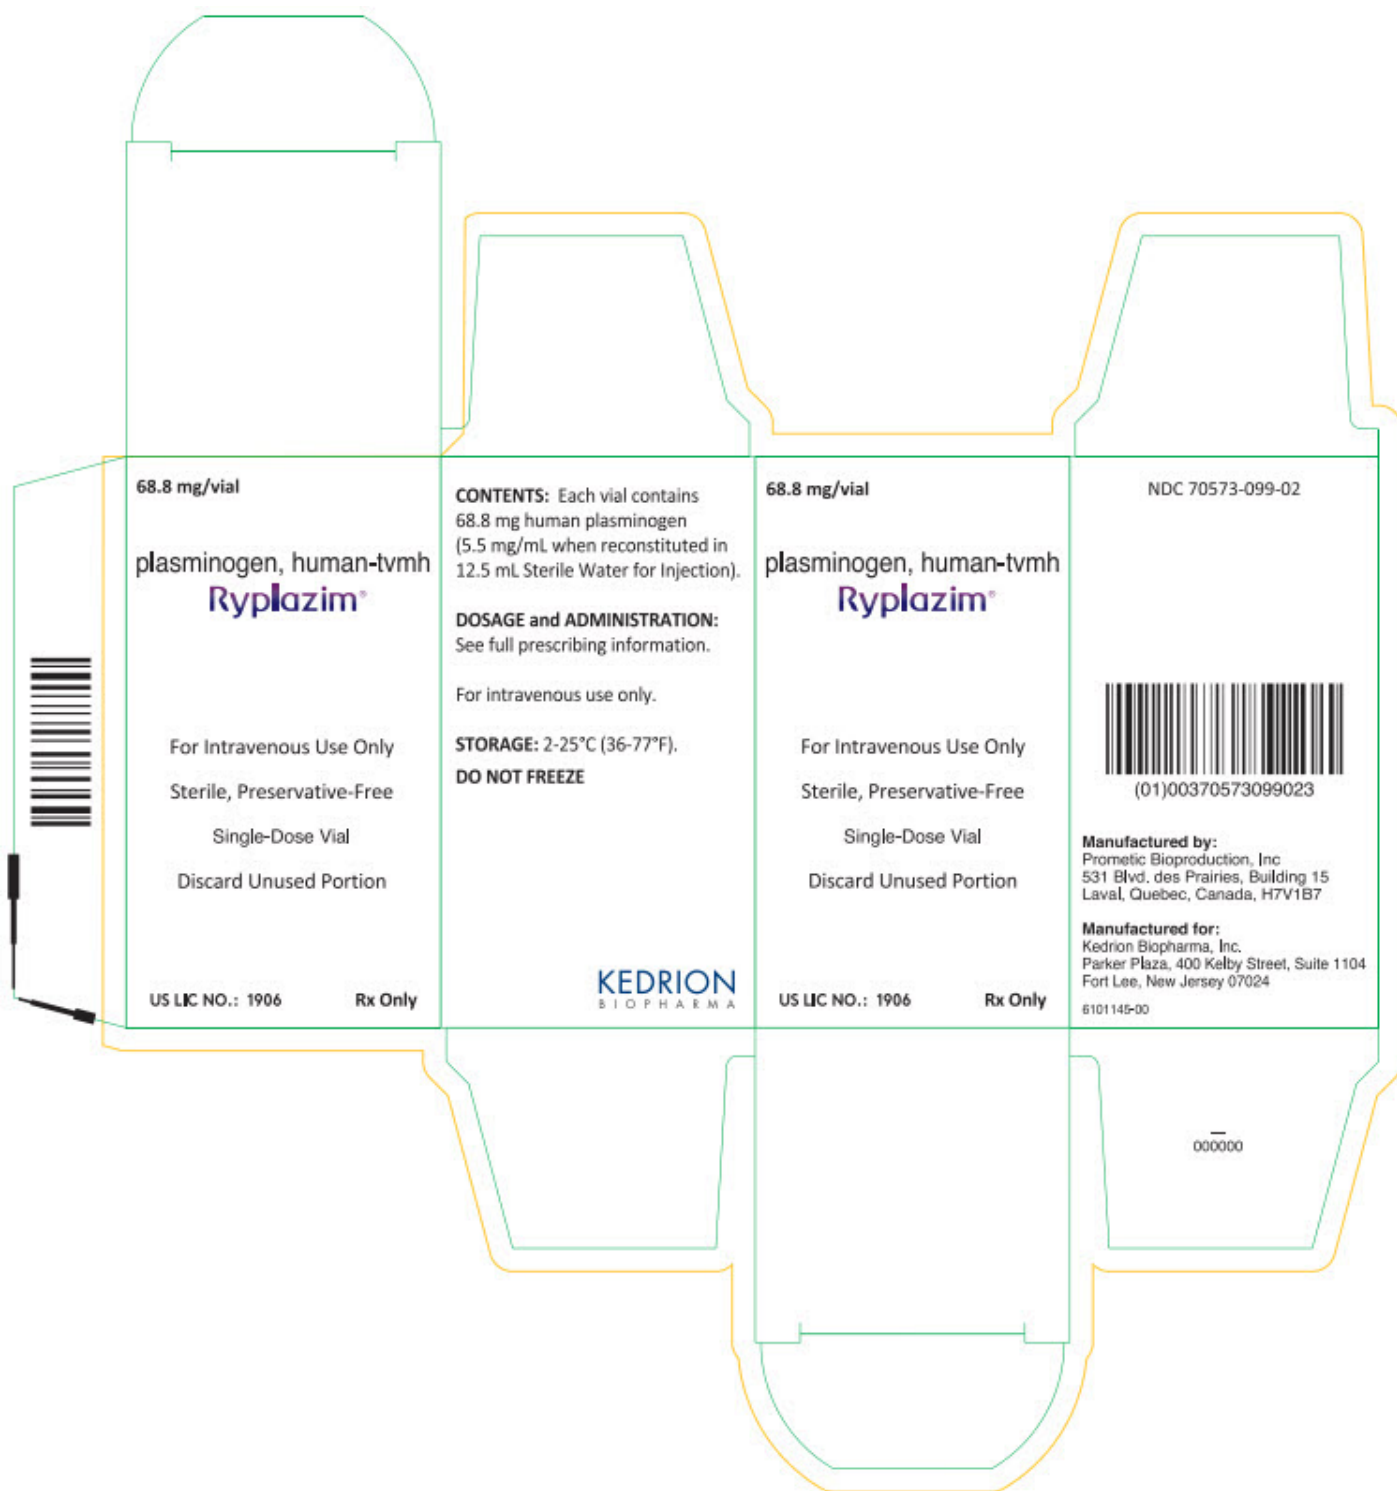 68.8 mg/vial
plasminogen, human-tvmh
Ryplazim®
For Intravenous Use Only
Sterile, Preservative-Free
Single-Dose Vial
Discard Unused Portion
US LIC NO.: 1906 Rx Only
CONTENTS: Each vial contains
68.8 mg human plasminogen
(5.5 mg/mL when reconstituted in
12.5 mL Sterile Water for Injection).
DOSAGE and ADMINISTRATION:
See full prescribing information.
For intravenous use only.
STORAGE: 2-25°C (36-77°F).
DO NOT FREEZE
KEDRION
BIOPHARMA
68.8 mg/vial
plasminogen, human-tvmh
Ryplazim®
For Intravenous Use Only
Sterile, Preservative-Free
Single-Dose Vial
Discard Unused Portion
US LIC NO.: 1906 Rx Only
NDC 70573-099-02
(01)00370573099023
Manufactured by:
Prometic Bioproduction, Inc
531 Blvd. des Prairies, Building 15
Laval, Quebec, Canada, H7V1B7
Manufactured for:
Kedrion Biopharma, Inc.
Parker Plaza, 400 Kelby Street, Suite 1104
Fort Lee, New Jersey 07024
6101145-00
000000